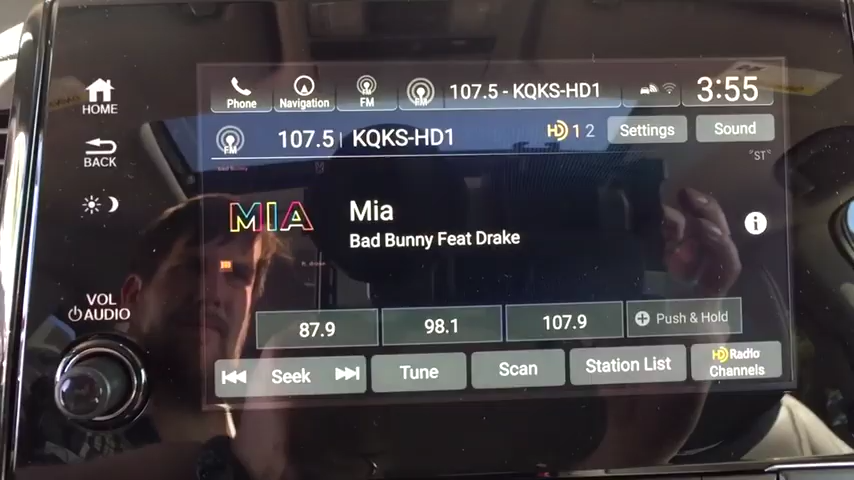 HOME
BACK
VOL
AUDIO
Phone
Navigation
FM
FM
107.5 - KQKS-HD1
3:55
FM
107.5 | KQKS-HD1
HD 1 2
Settings
Sound
"ST"
MIA
Mia
Bad Bunny Feat Drake
i
87.9
98.1
107.9
Push & Hold
Seek
Tune
Scan
Station List
HD Radio
Channels